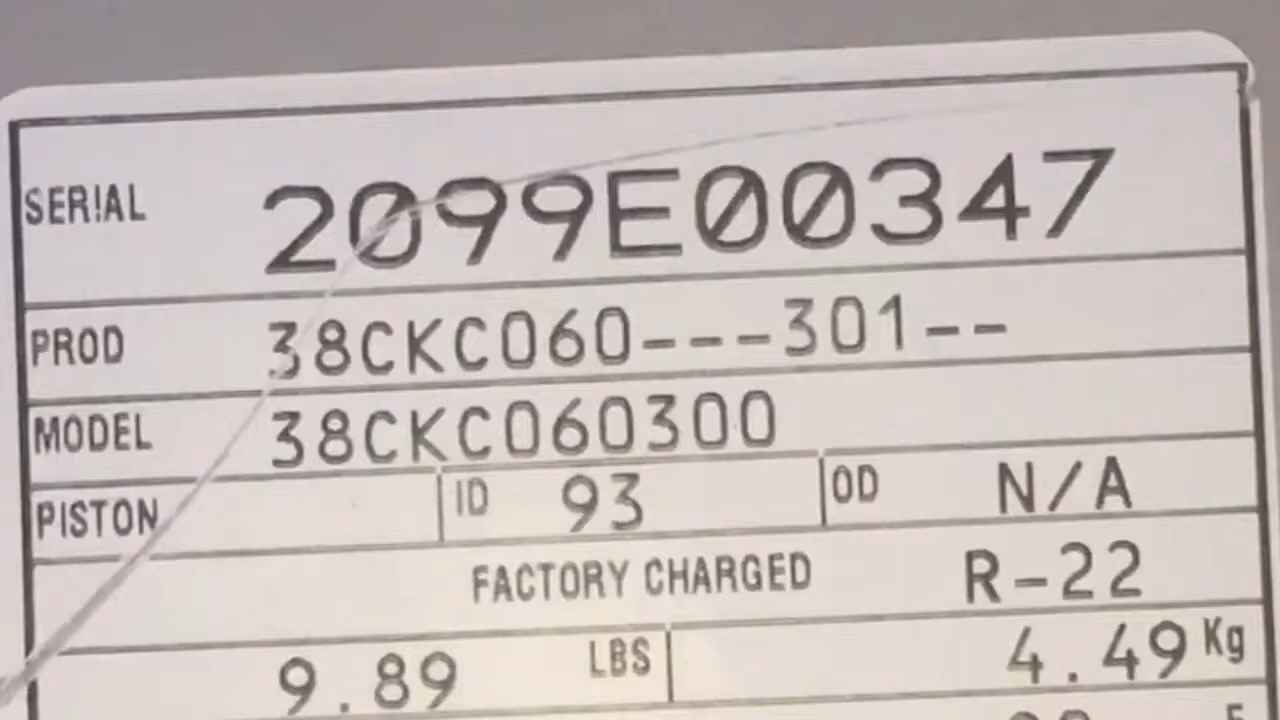 SERIAL 2099E00347
PROD 38CKC060---301--
MODEL 38CKC060300
PISTON ID 93 OD N/A
FACTORY CHARGED R-22
9.89 LBS 4.49 Kg